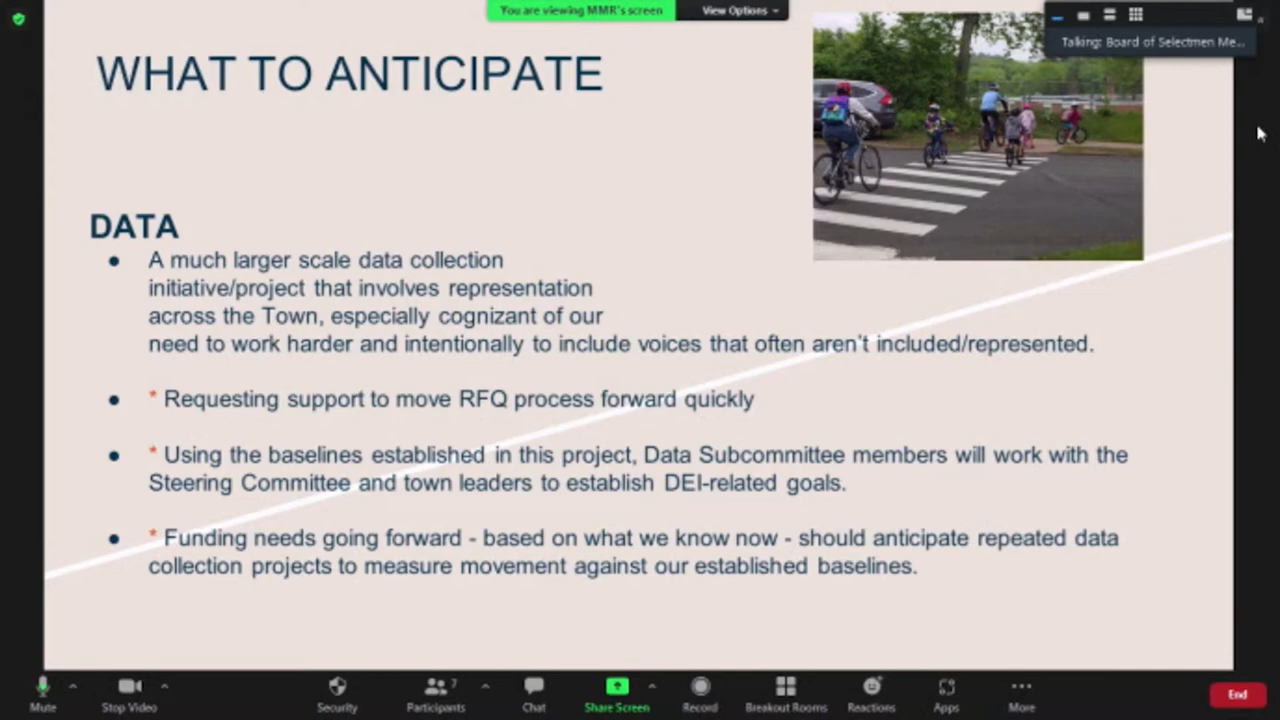 You are viewing MMR's screen
View Options
Talking: Board of Selectmen Me...
WHAT TO ANTICIPATE
DATA
● A much larger scale data collection
initiative/project that involves representation
across the Town, especially cognizant of our
need to work harder and intentionally to include voices that often aren't included/represented.
● * Requesting support to move RFQ process forward quickly
● * Using the baselines established in this project, Data Subcommittee members will work with the
Steering Committee and town leaders to establish DEI-related goals.
● * Funding needs going forward - based on what we know now - should anticipate repeated data
collection projects to measure movement against our established baselines.
Mute
Stop Video
Security
Participants
7
Chat
Share Screen
Record
Breakout Rooms
Reactions
Apps
More
End